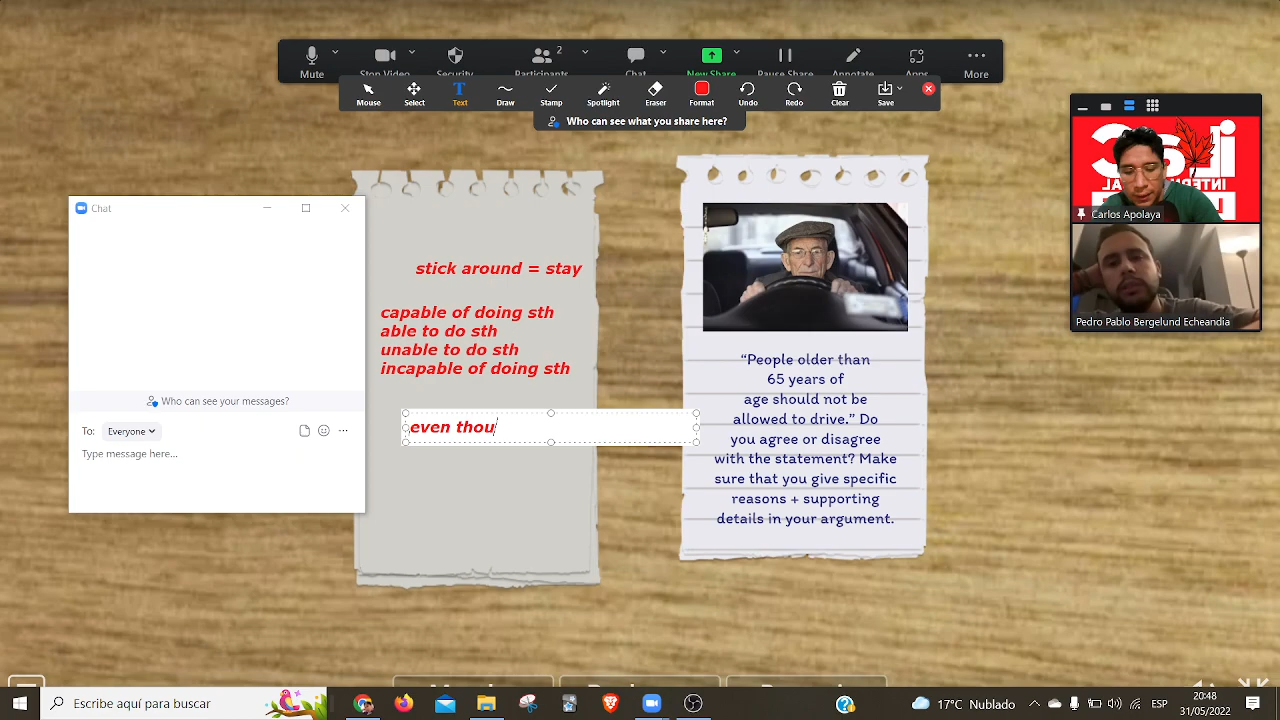 Mute
Stop Video
Security
Participants
2
Chat
New Share
Pause Share
Annotate
Apps
More
Mouse
Select
Text
Draw
Stamp
Spotlight
Eraser
Format
Undo
Redo
Clear
Save
Who can see what you share here?
Chat
Who can see your messages?
To: Everyone
Type message here...
stick around = stay
capable of doing sth
able to do sth
unable to do sth
incapable of doing sth
even thou
“People older than
65 years of
age should not be
allowed to drive.” Do
you agree or disagree
with the statement? Make
sure that you give specific
reasons + supporting
details in your argument.
Carlos Apolaya
Pedro Pablo Bergelund Echeandia
Escribe aquí para buscar
17°C Nublado
ESP
20:48
31/05/2022